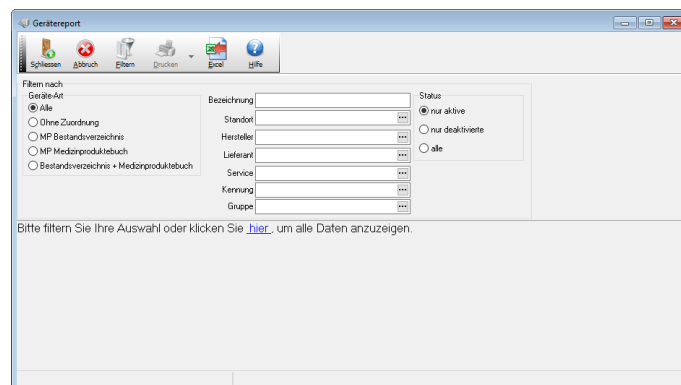 Gerätereport
Schliessen Abbruch Filtern Drucken Excel Hilfe
Filtern nach
Geräte-Art
Alle
Ohne Zuordnung
MP Bestandsverzeichnis
MP Medizinproduktebuch
Bestandsverzeichnis + Medizinproduktebuch
Bezeichnung
Standort
Hersteller
Lieferant
Service
Kennung
Gruppe
Status
nur aktive
nur deaktivierte
alle
Bitte filtern Sie Ihre Auswahl oder klicken Sie hier , um alle Daten anzuzeigen.